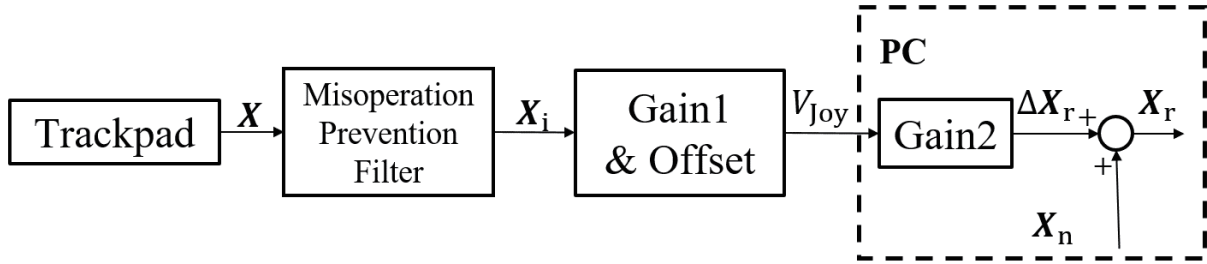 Trackpad
X
Misoperation
Prevention
Filter
Xi
Gain1
& Offset
VJoy
PC
Gain2
ΔXr
+
+
Xr
Xn